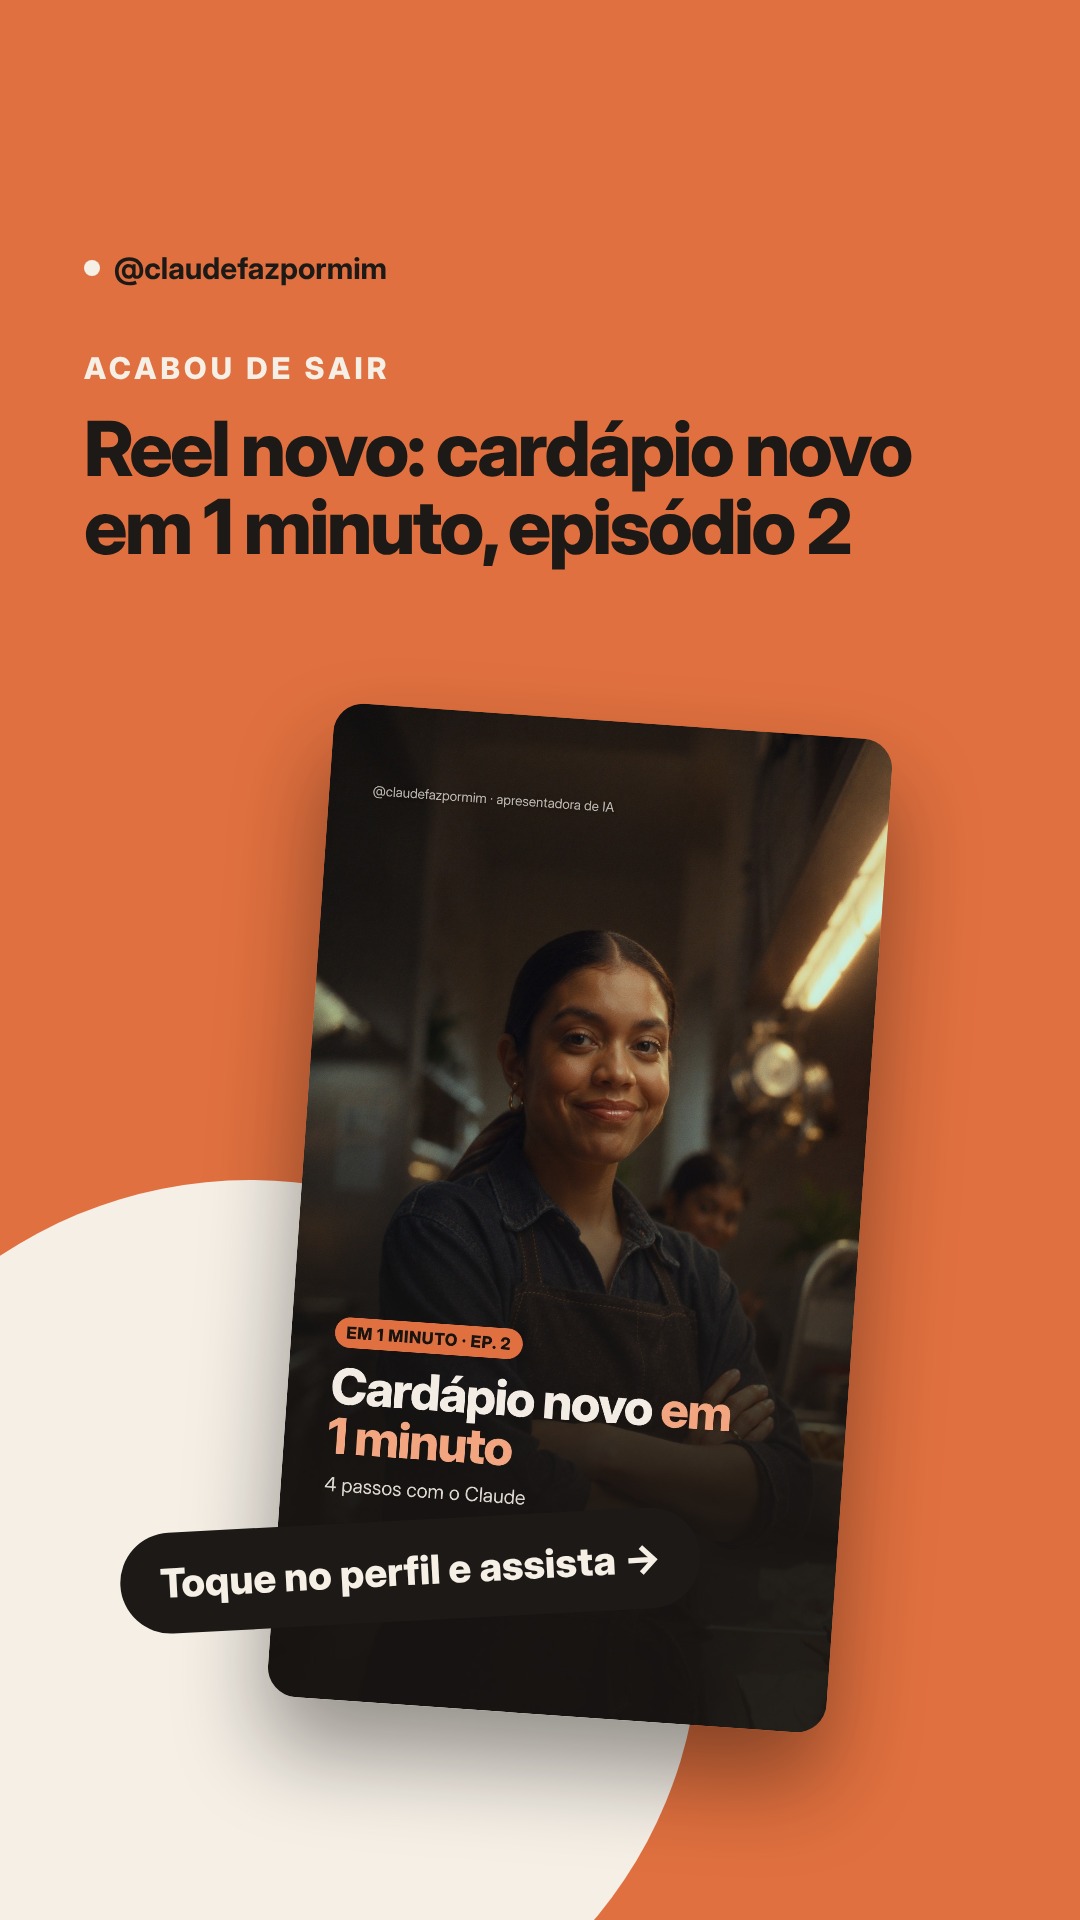 @claudefazpormim
ACABOU DE SAIR
Reel novo: cardápio novo
em 1 minuto, episódio 2
@claudefazpormim · apresentadora de IA
EM 1 MINUTO · EP. 2
Cardápio novo em
1 minuto
4 passos com o Claude
Toque no perfil e assista →